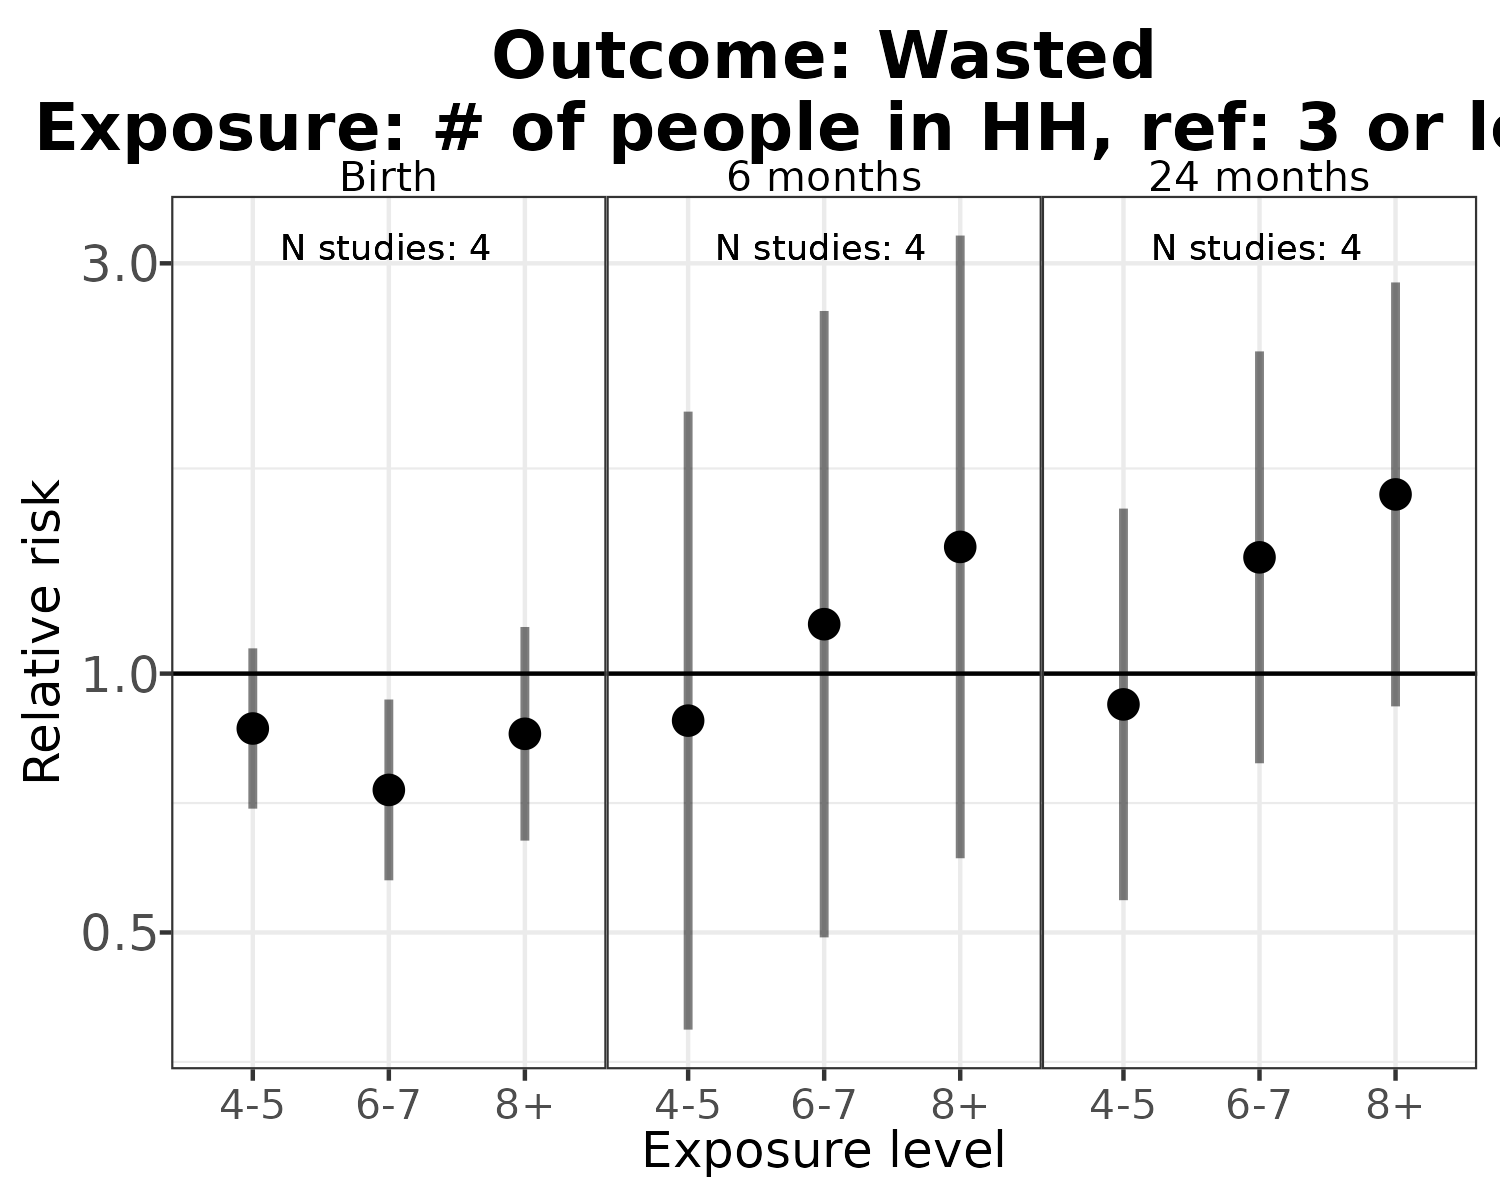 Outcome: Wasted
Exposure: # of people in HH, ref: 3 or
Birth 6 months 24 months
N studies: 4 N studies: 4 N studies: 4
3.0
1.0
0.5
Relative risk
4-5 6-7 8+ 4-5 6-7 8+ 4-5 6-7 8+
Exposure level